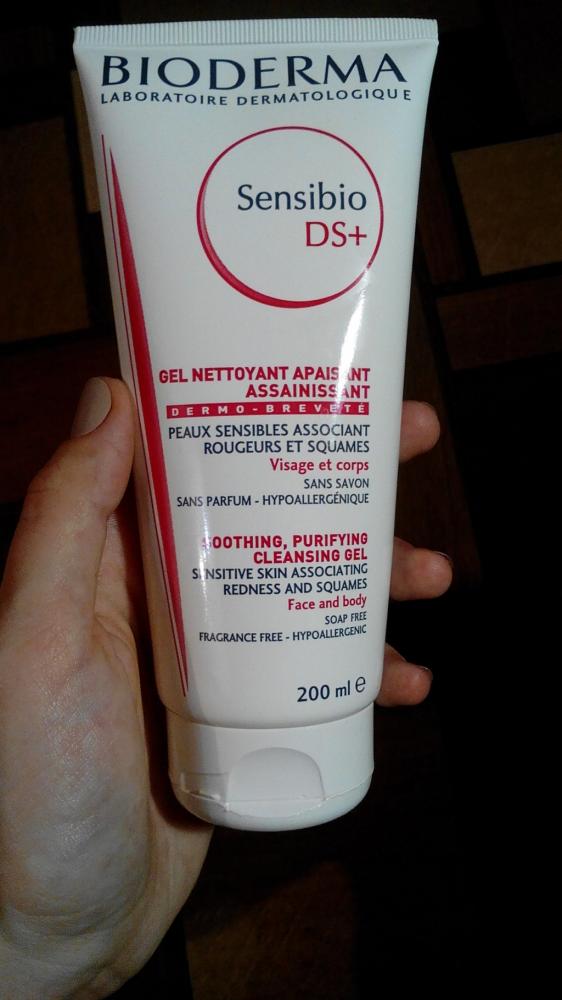 BIODERMA
LABORATOIRE DERMATOLOGIQUE
Sensibio
DS+
GEL NETTOYANT APAISANT
ASSAINISSANT
DERMO-BREVETÉ
PEAUX SENSIBLES ASSOCIANT
ROUGEURS ET SQUAMES
Visage et corps
SANS SAVON
SANS PARFUM - HYPOALLERGÉNIQUE
SOOTHING, PURIFYING
CLEANSING GEL
SENSITIVE SKIN ASSOCIATING
REDNESS AND SQUAMES
Face and body
SOAP FREE
FRAGRANCE FREE - HYPOALLERGENIC
200 ml ℮